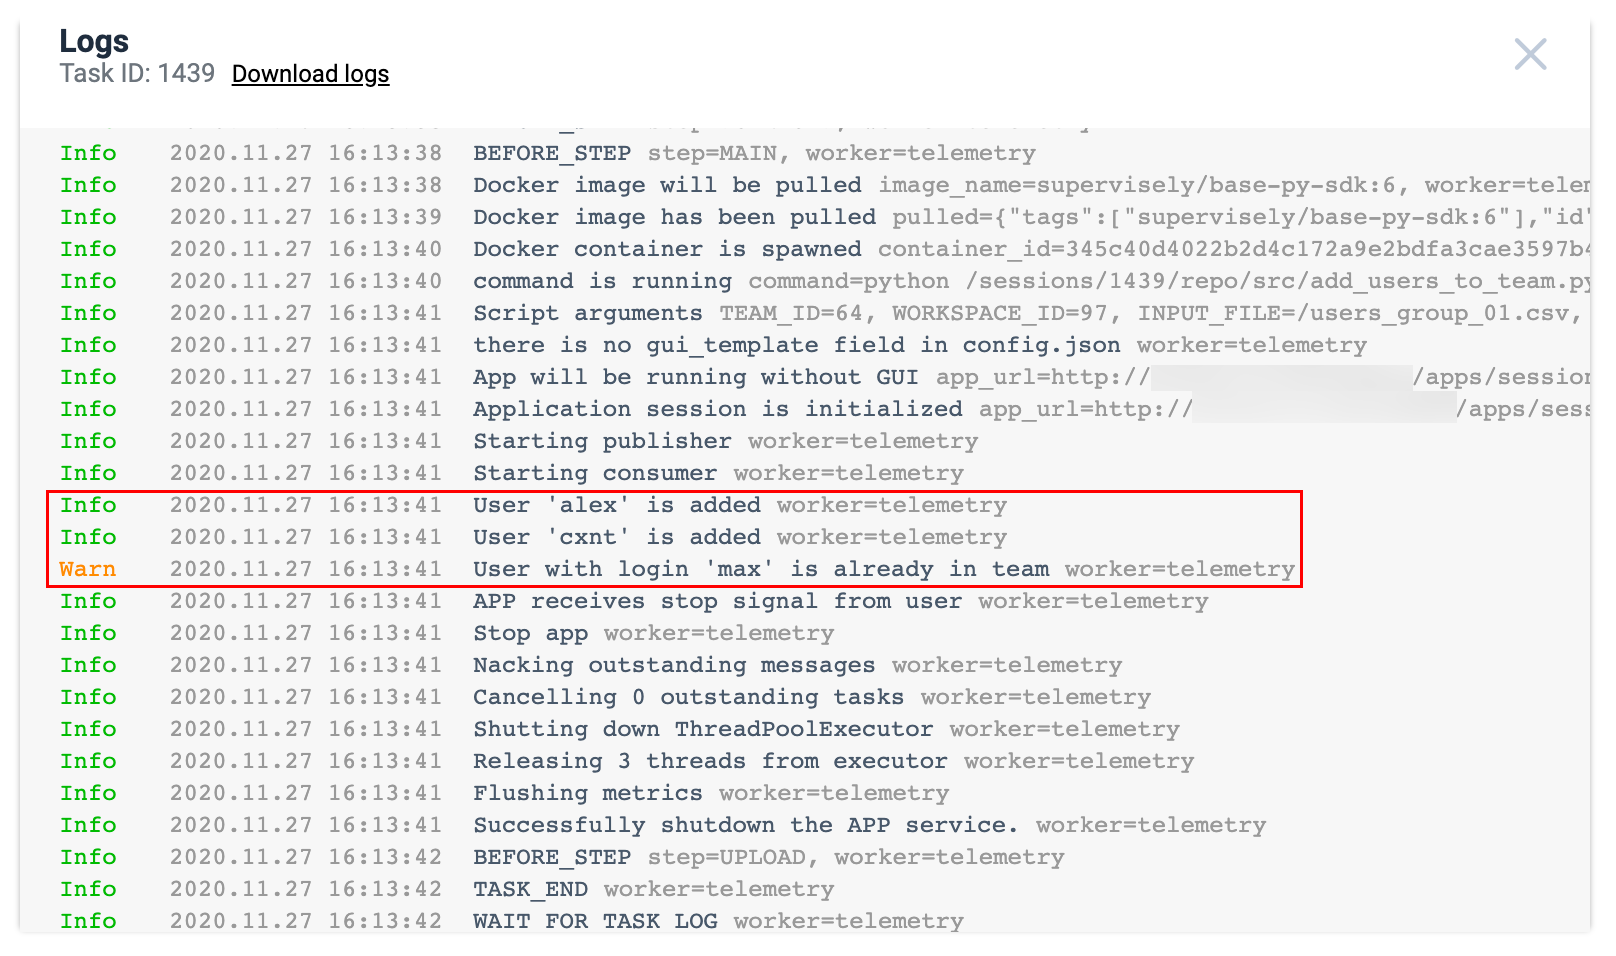 Logs
Task ID: 1439 Download logs
Info 2020.11.27 16:13:38 BEFORE_STEP step=MAIN, worker=telemetry
Info 2020.11.27 16:13:38 Docker image will be pulled image_name=supervisely/base-py-sdk:6, worker=telem
Info 2020.11.27 16:13:39 Docker image has been pulled pulled={"tags":["supervisely/base-py-sdk:6"],"id"
Info 2020.11.27 16:13:40 Docker container is spawned container_id=345c40d4022b2d4c172a9e2bdfa3cae3597b4
Info 2020.11.27 16:13:40 command is running command=python /sessions/1439/repo/src/add_users_to_team.py
Info 2020.11.27 16:13:41 Script arguments TEAM_ID=64, WORKSPACE_ID=97, INPUT_FILE=/users_group_01.csv,
Info 2020.11.27 16:13:41 there is no gui_template field in config.json worker=telemetry
Info 2020.11.27 16:13:41 App will be running without GUI app_url=http:// /apps/session
Info 2020.11.27 16:13:41 Application session is initialized app_url=http:// /apps/sess
Info 2020.11.27 16:13:41 Starting publisher worker=telemetry
Info 2020.11.27 16:13:41 Starting consumer worker=telemetry
Info 2020.11.27 16:13:41 User 'alex' is added worker=telemetry
Info 2020.11.27 16:13:41 User 'cxnt' is added worker=telemetry
Warn 2020.11.27 16:13:41 User with login 'max' is already in team worker=telemetry
Info 2020.11.27 16:13:41 APP receives stop signal from user worker=telemetry
Info 2020.11.27 16:13:41 Stop app worker=telemetry
Info 2020.11.27 16:13:41 Nacking outstanding messages worker=telemetry
Info 2020.11.27 16:13:41 Cancelling 0 outstanding tasks worker=telemetry
Info 2020.11.27 16:13:41 Shutting down ThreadPoolExecutor worker=telemetry
Info 2020.11.27 16:13:41 Releasing 3 threads from executor worker=telemetry
Info 2020.11.27 16:13:41 Flushing metrics worker=telemetry
Info 2020.11.27 16:13:41 Successfully shutdown the APP service. worker=telemetry
Info 2020.11.27 16:13:42 BEFORE_STEP step=UPLOAD, worker=telemetry
Info 2020.11.27 16:13:42 TASK_END worker=telemetry
Info 2020.11.27 16:13:42 WAIT FOR TASK LOG worker=telemetry